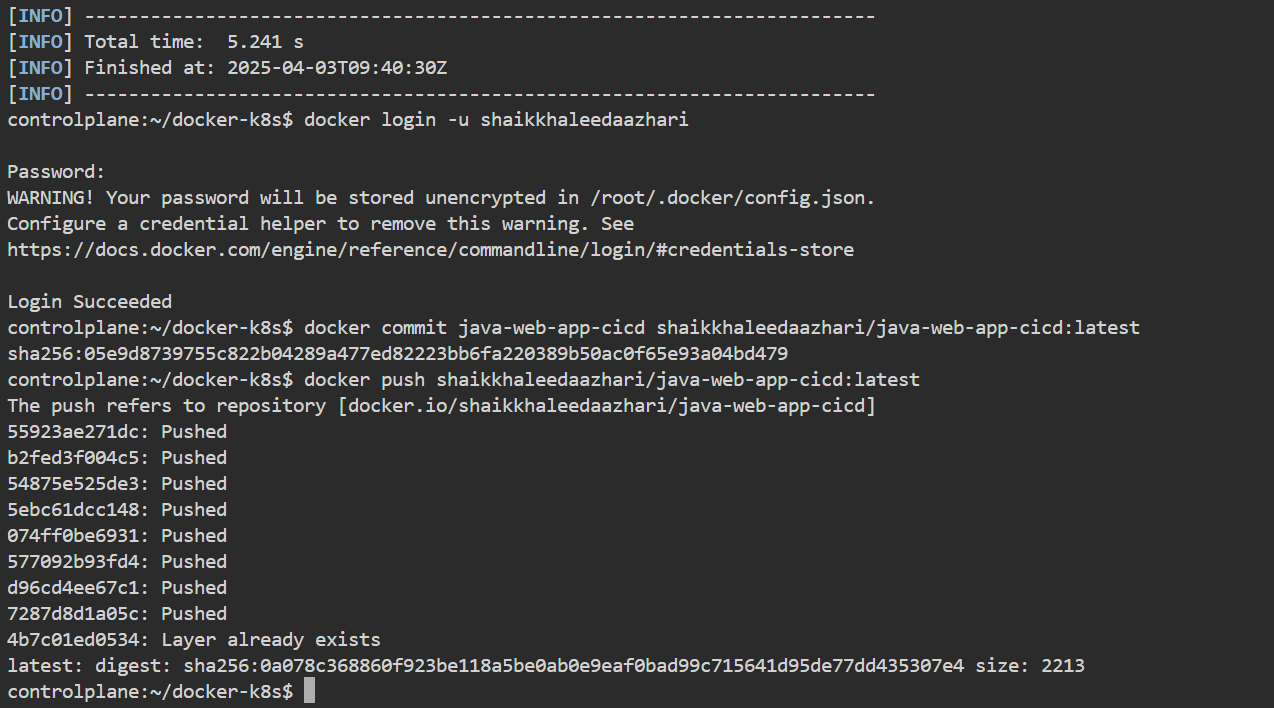 [INFO] ------------------------------------------------------------------------
[INFO] Total time:  5.241 s
[INFO] Finished at: 2025-04-03T09:40:30Z
[INFO] ------------------------------------------------------------------------
controlplane:~/docker-k8s$ docker login -u shaikkhaleedaazhari
Password:
WARNING! Your password will be stored unencrypted in /root/.docker/config.json.
Configure a credential helper to remove this warning. See
https://docs.docker.com/engine/reference/commandline/login/#credentials-store
Login Succeeded
controlplane:~/docker-k8s$ docker commit java-web-app-cicd shaikkhaleedaazhari/java-web-app-cicd:latest
sha256:05e9d8739755c822b04289a477ed82223bb6fa220389b50ac0f65e93a04bd479
controlplane:~/docker-k8s$ docker push shaikkhaleedaazhari/java-web-app-cicd:latest
The push refers to repository [docker.io/shaikkhaleedaazhari/java-web-app-cicd]
55923ae271dc: Pushed
b2fed3f004c5: Pushed
54875e525de3: Pushed
5ebc61dcc148: Pushed
074ff0be6931: Pushed
577092b93fd4: Pushed
d96cd4ee67c1: Pushed
7287d8d1a05c: Pushed
4b7c01ed0534: Layer already exists
latest: digest: sha256:0a078c368860f923be118a5be0ab0e9eaf0bad99c715641d95de77dd435307e4 size: 2213
controlplane:~/docker-k8s$